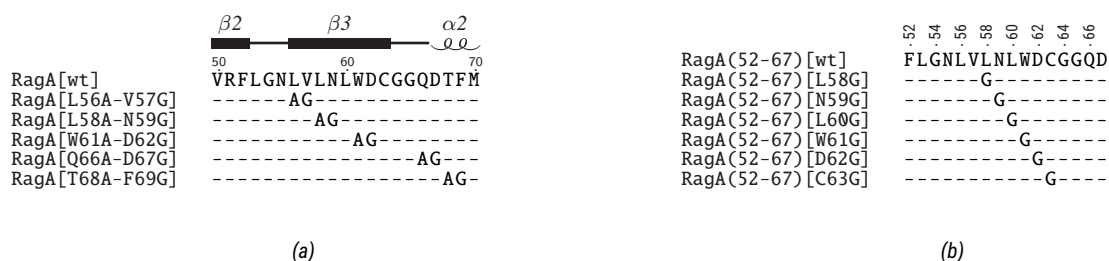 β2 β3 α2
50 60 70
RagA[wt] VRFLGNLVLNLWDCGGQDTFM
RagA[L56A-V57G] ------AG-------------
RagA[L58A-N59G] --------AG-----------
RagA[W61A-D62G] -----------AG--------
RagA[Q66A-D67G] ----------------AG---
RagA[T68A-F69G] ------------------AG-
(a)
52 54 56 58 60 62 64 66
RagA(52-67)[wt] FLGNLVLNLWDCGGQD
RagA(52-67)[L58G] ------G---------
RagA(52-67)[N59G] -------G--------
RagA(52-67)[L60G] --------G-------
RagA(52-67)[W61G] ---------G------
RagA(52-67)[D62G] ----------G-----
RagA(52-67)[C63G] -----------G----
(b)